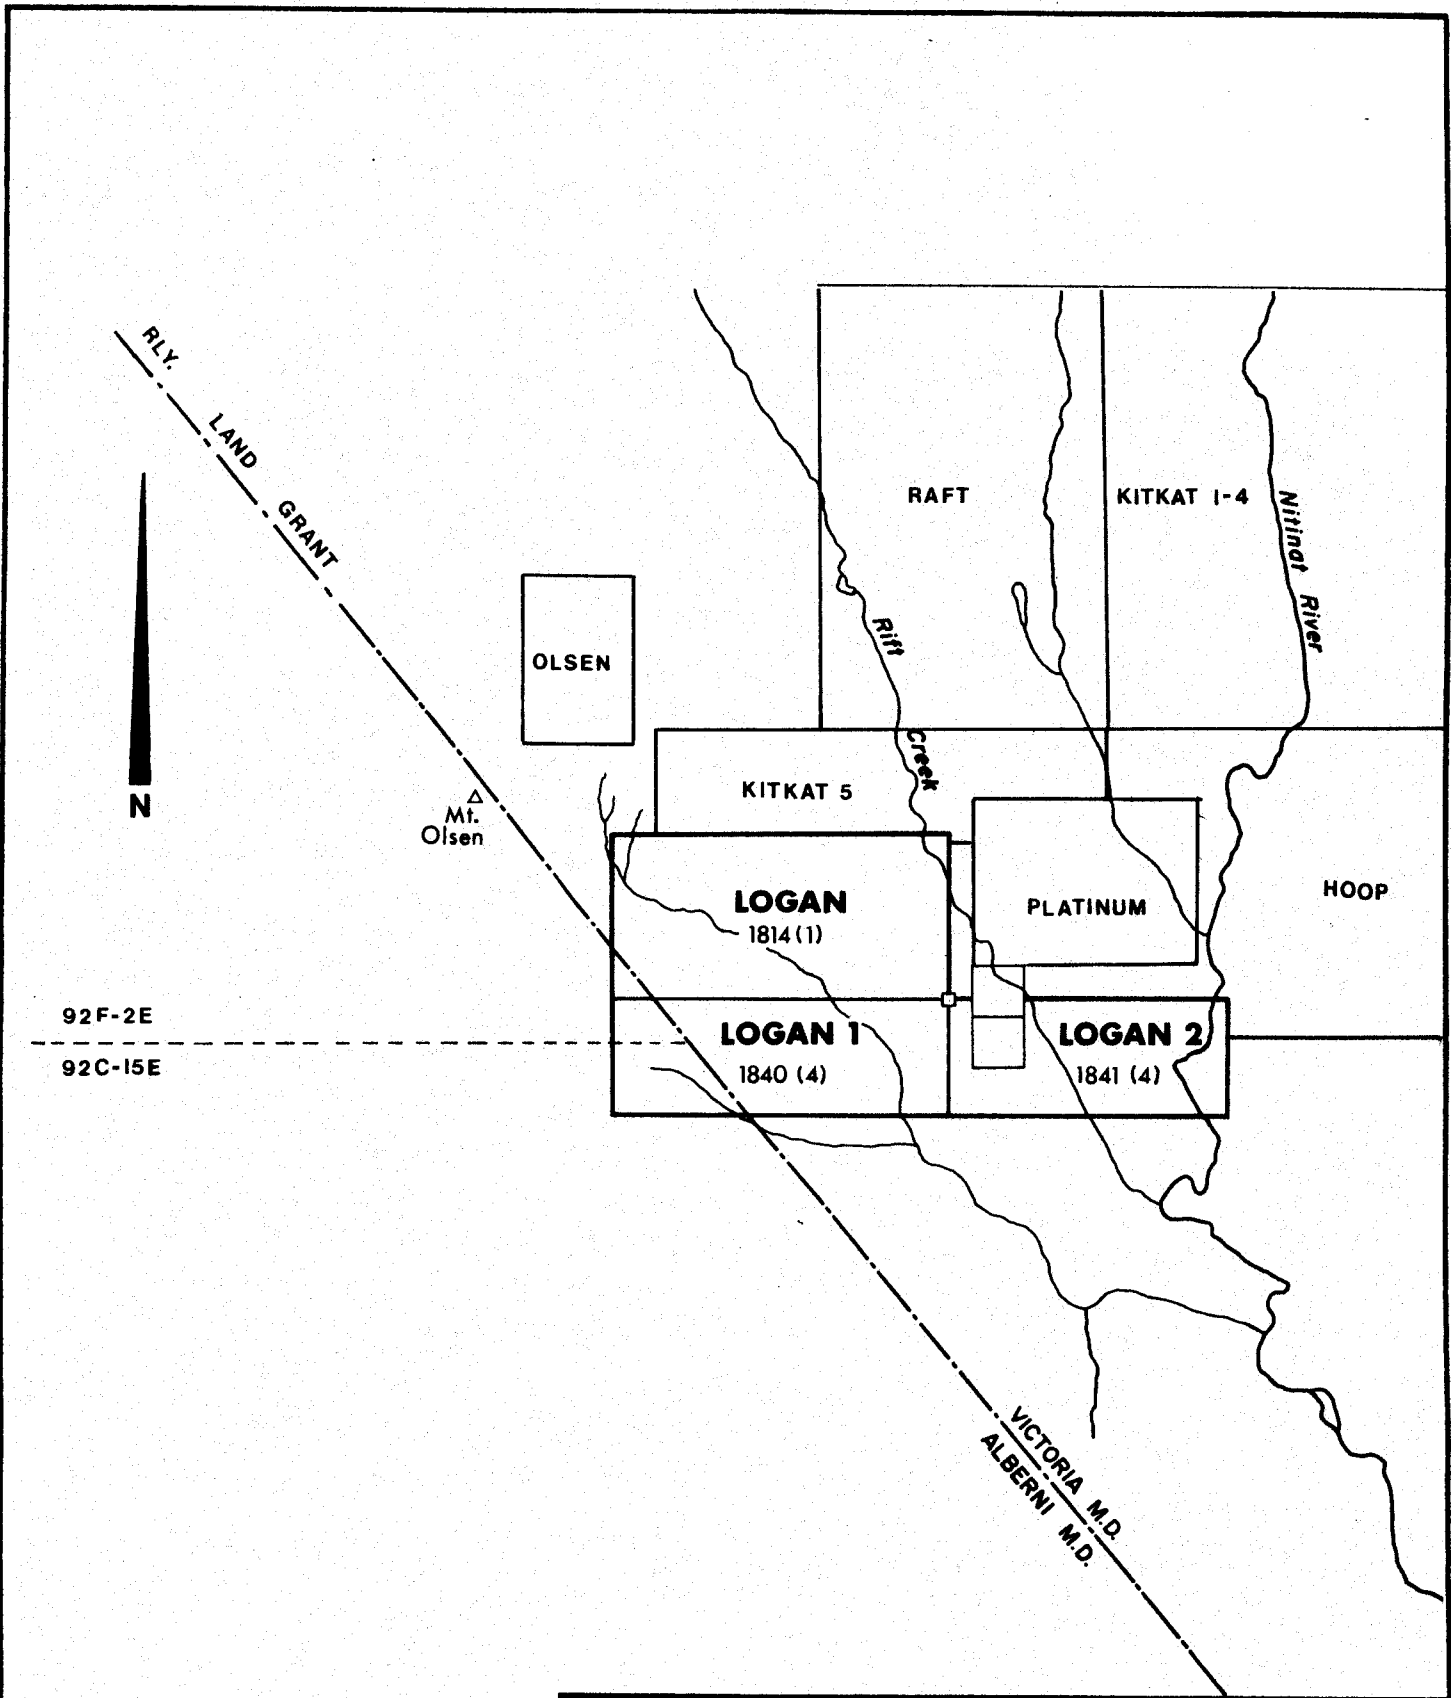 RLY. LAND GRANT
RAFT
KITKAT 1-4
Nitinat River
Rift Creek
OLSEN
N
Mt.
Olsen
KITKAT 5
LOGAN
1814 (1)
PLATINUM
HOOP
92F-2E
92C-15E
LOGAN 1
1840 (4)
LOGAN 2
1841 (4)
VICTORIA M.D.
ALBERNI M.D.